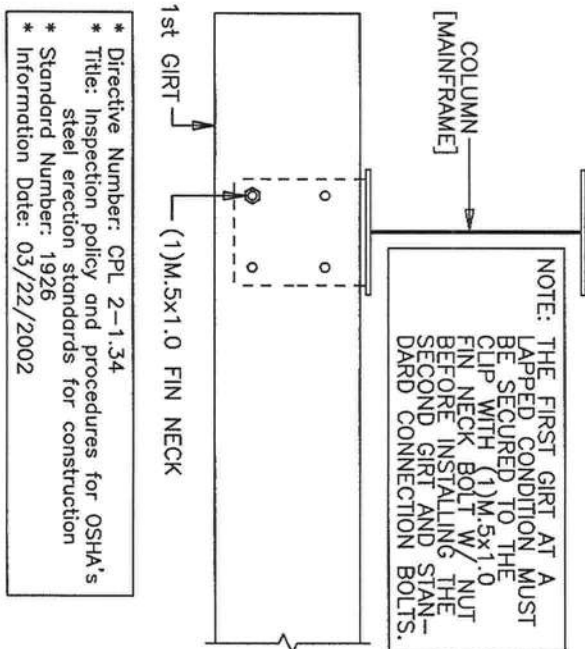 NOTE: THE FIRST GIRT AT A
LAPPED CONDITION MUST
BE SECURED TO THE
CLIP WITH (1)M.5x1.0
FIN NECK BOLT W/ NUT
BEFORE INSTALLING THE
SECOND GIRT AND STAN-
DARD CONNECTION BOLTS.
COLUMN
[MAINFRAME]
1st GIRT
(1)M.5x1.0 FIN NECK
* Directive Number: CPL 2-1.34
* Title: Inspection policy and procedures for OSHA's
steel erection standards for construction
* Standard Number: 1926
* Information Date: 03/22/2002